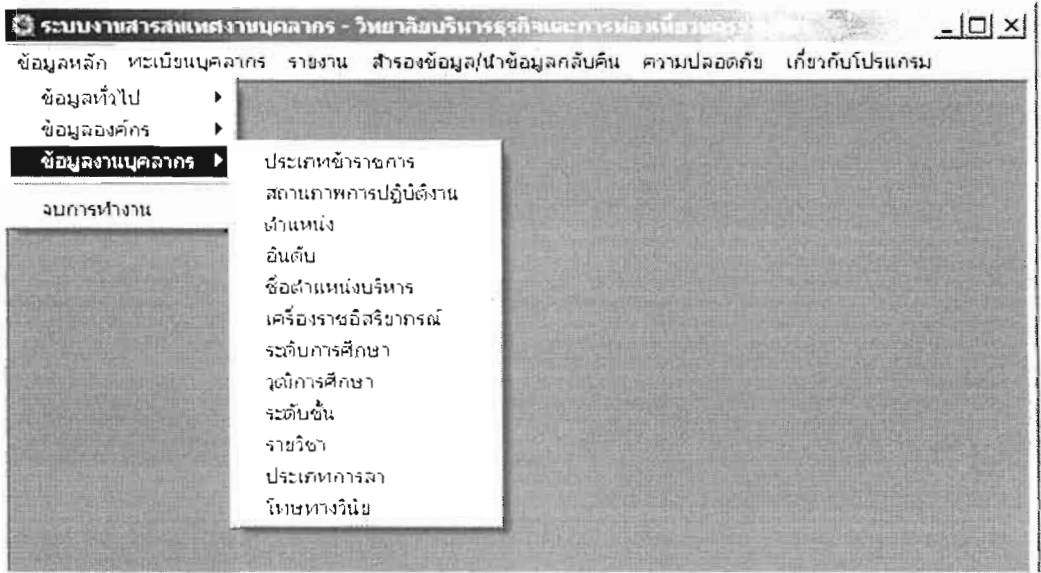 ระบบงานสารสนเทศงานบุคลากร - วิทยาลัยบริหารธุรกิจและการท่องเที่ยว
ข้อมูลหลัก ทะเบียนบุคลากร รายงาน สำรองข้อมูล/นำข้อมูลกลับคืน ความปลอดภัย เกี่ยวกับโปรแกรม
ข้อมูลทั่วไป
ข้อมูลองค์กร
ข้อมูลงานบุคลากร
จบการทำงาน
ประเภทข้าราชการ
สถานภาพการปฏิบัติงาน
ตำแหน่ง
อันดับ
ชื่อตำแหน่งบริหาร
เครื่องราชอิสริยาภรณ์
ระดับการศึกษา
วุฒิการศึกษา
ระดับชั้น
รายวิชา
ประเภทการลา
โทษทางวินัย